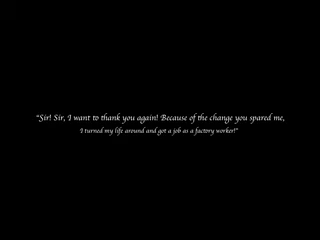 "Sir! Sir, I want to thank you again! Because of the change you spared me,
I turned my life around and got a job as a factory worker!"